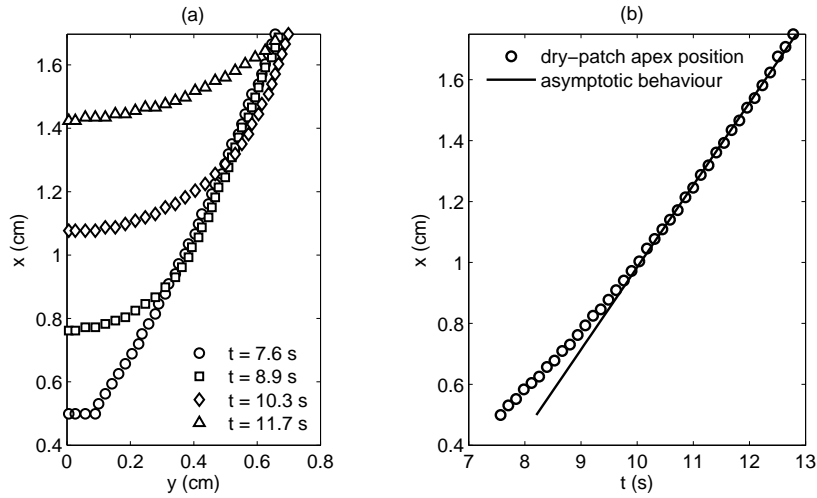 (a)
x (cm)
1.6
1.4
1.2
1
0.8
0.6
0.4
0
0.2
0.4
0.6
0.8
y (cm)
t = 7.6 s
t = 8.9 s
t = 10.3 s
t = 11.7 s
(b)
dry−patch apex position
asymptotic behaviour
x (cm)
1.6
1.4
1.2
1
0.8
0.6
0.4
7
8
9
10
11
12
13
t (s)